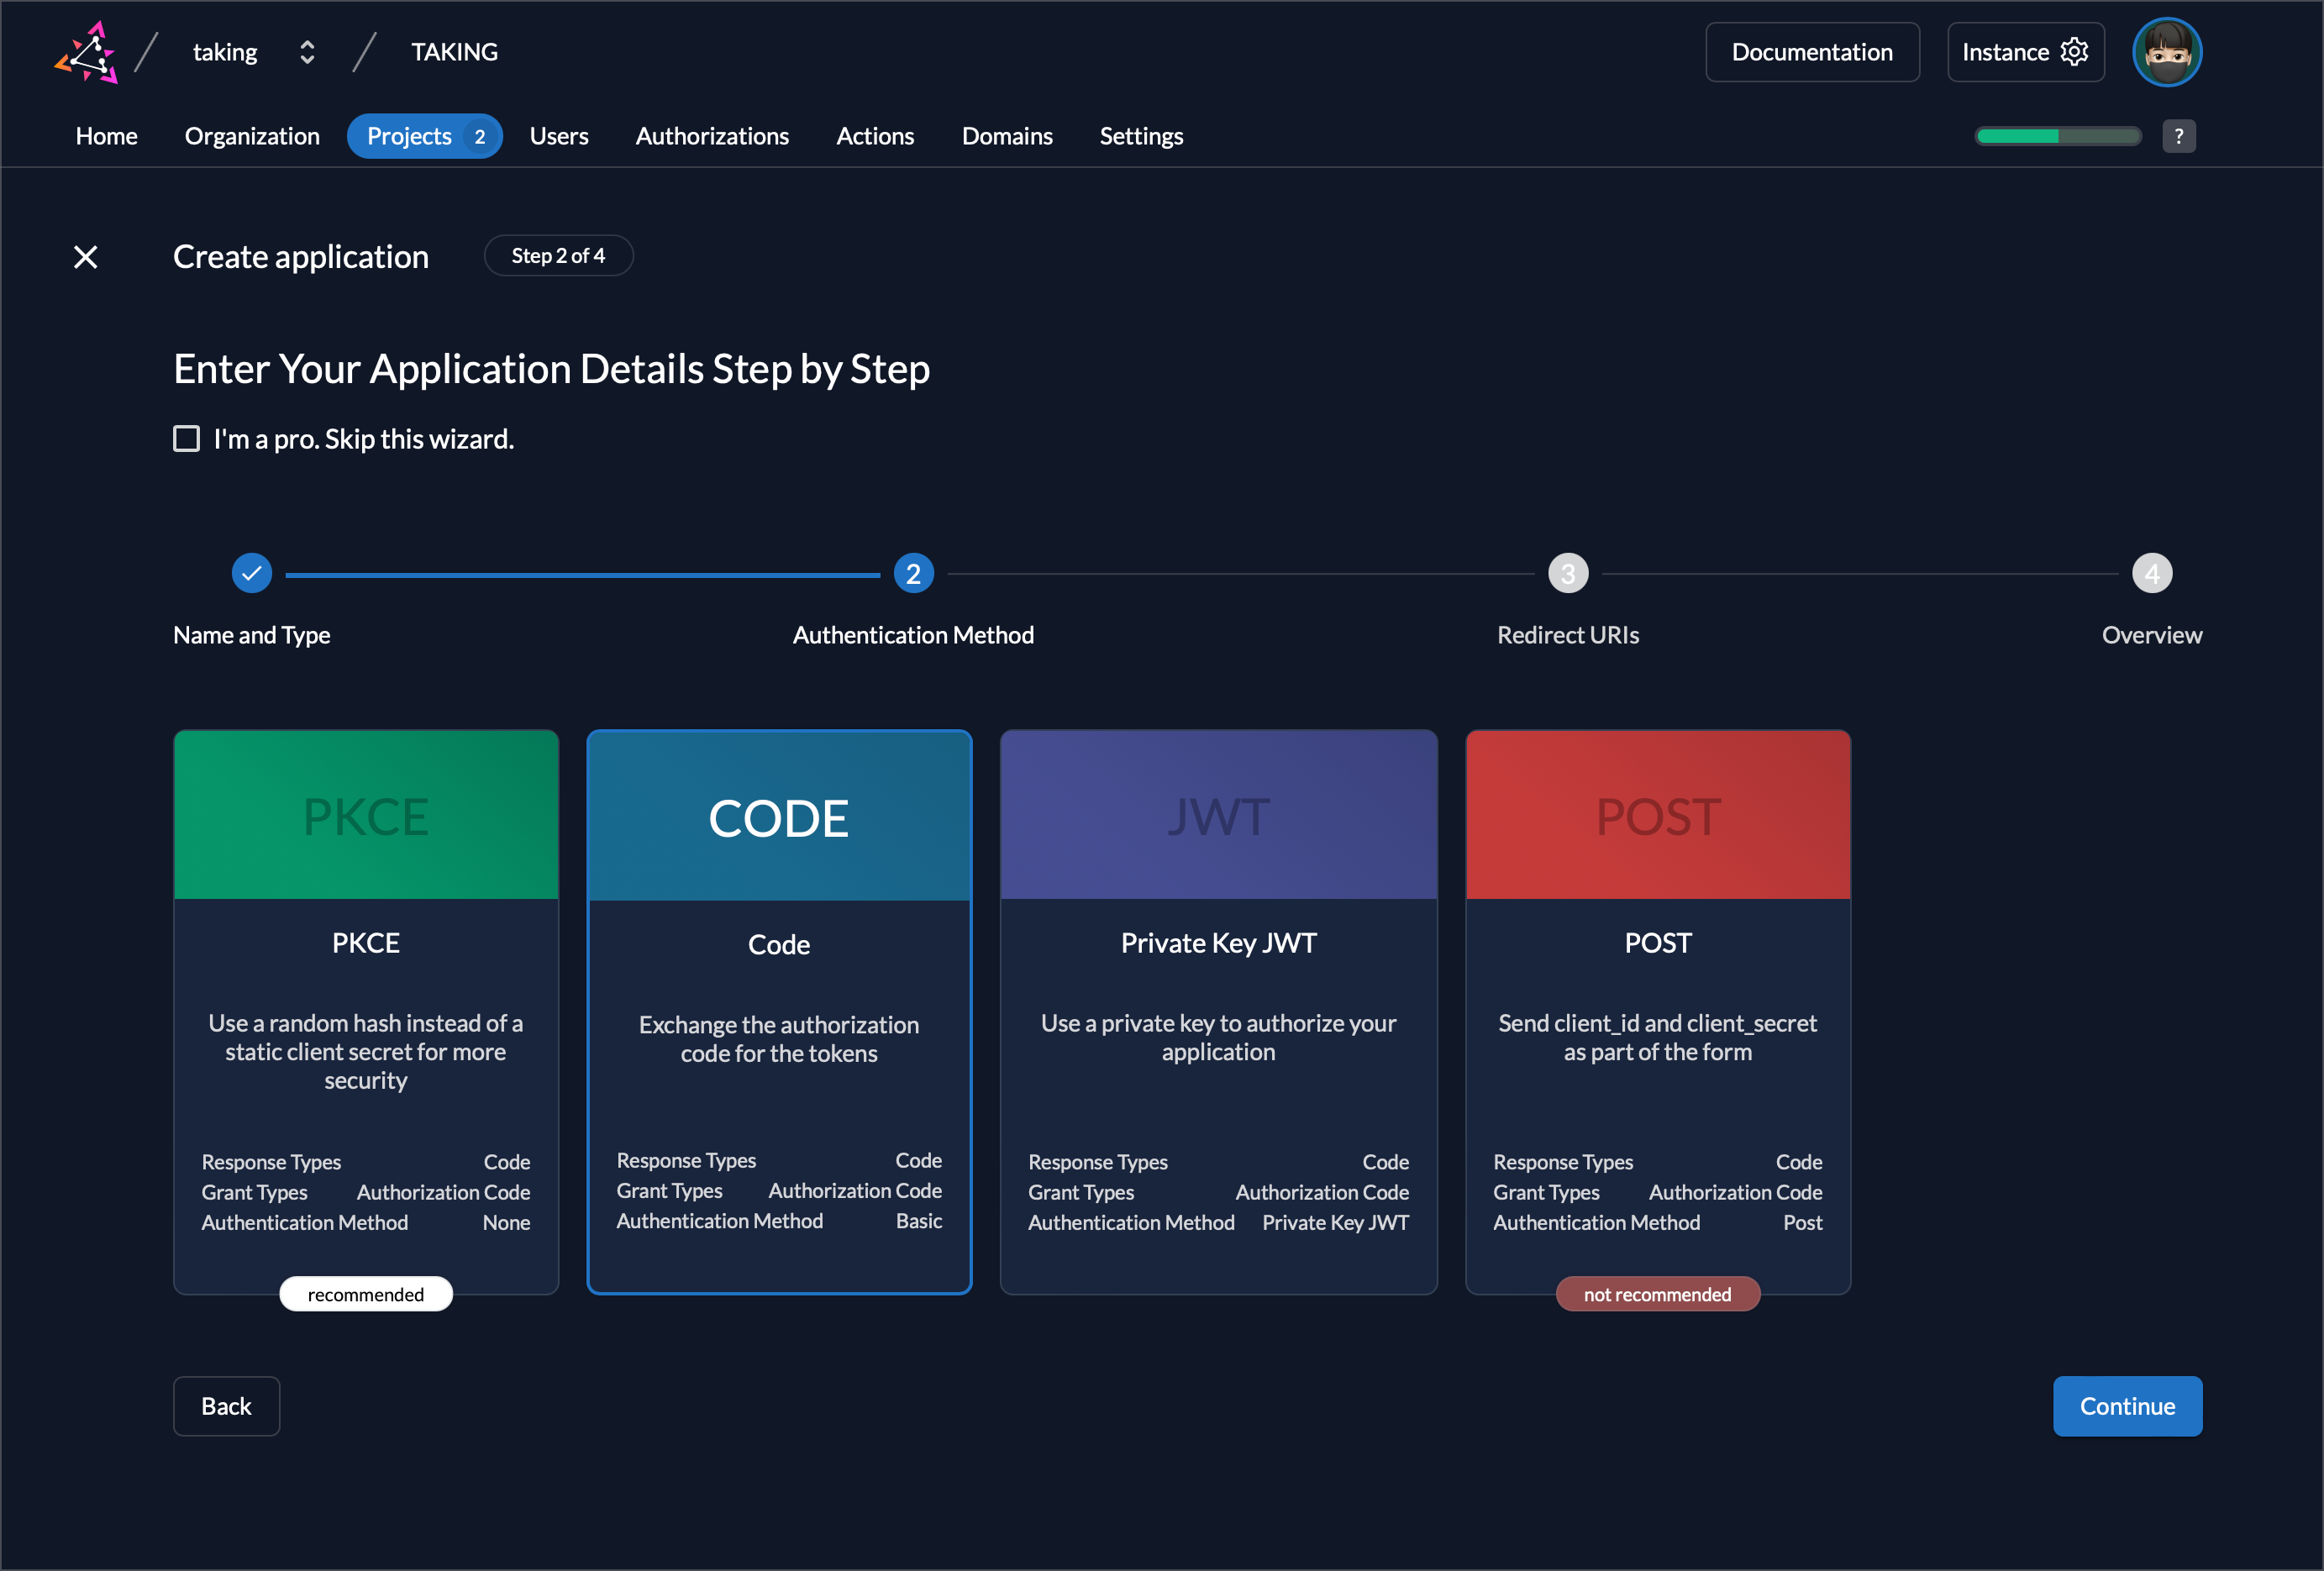 taking
TAKING
Documentation
Instance
Home
Organization
Projects 2
Users
Authorizations
Actions
Domains
Settings
?
Create application
Step 2 of 4
Enter Your Application Details Step by Step
I'm a pro. Skip this wizard.
2
3
4
Name and Type
Authentication Method
Redirect URIs
Overview
PKCE
PKCE
Use a random hash instead of a
static client secret for more
security
Response Types Code
Grant Types Authorization Code
Authentication Method None
recommended
CODE
Code
Exchange the authorization
code for the tokens
Response Types Code
Grant Types Authorization Code
Authentication Method Basic
JWT
Private Key JWT
Use a private key to authorize your
application
Response Types Code
Grant Types Authorization Code
Authentication Method Private Key JWT
POST
POST
Send client_id and client_secret
as part of the form
Response Types Code
Grant Types Authorization Code
Authentication Method Post
not recommended
Back
Continue